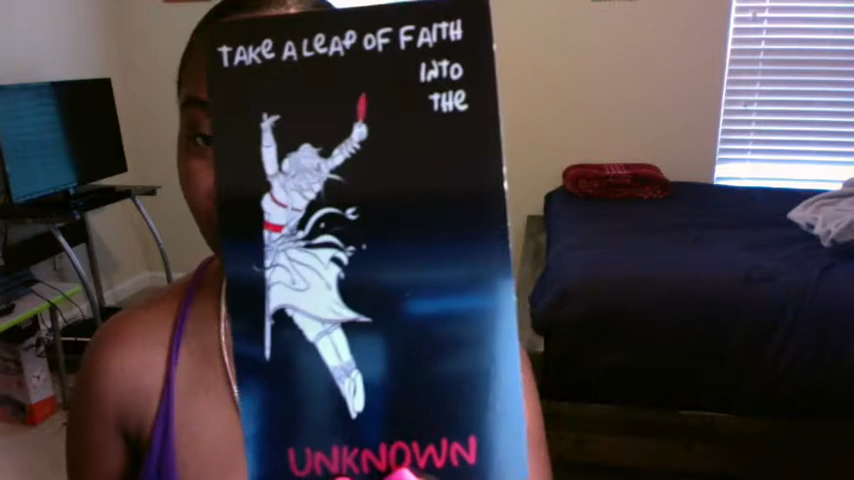 TAKE A LEAP OF FAITH
INTO
THE
UNKNOWN